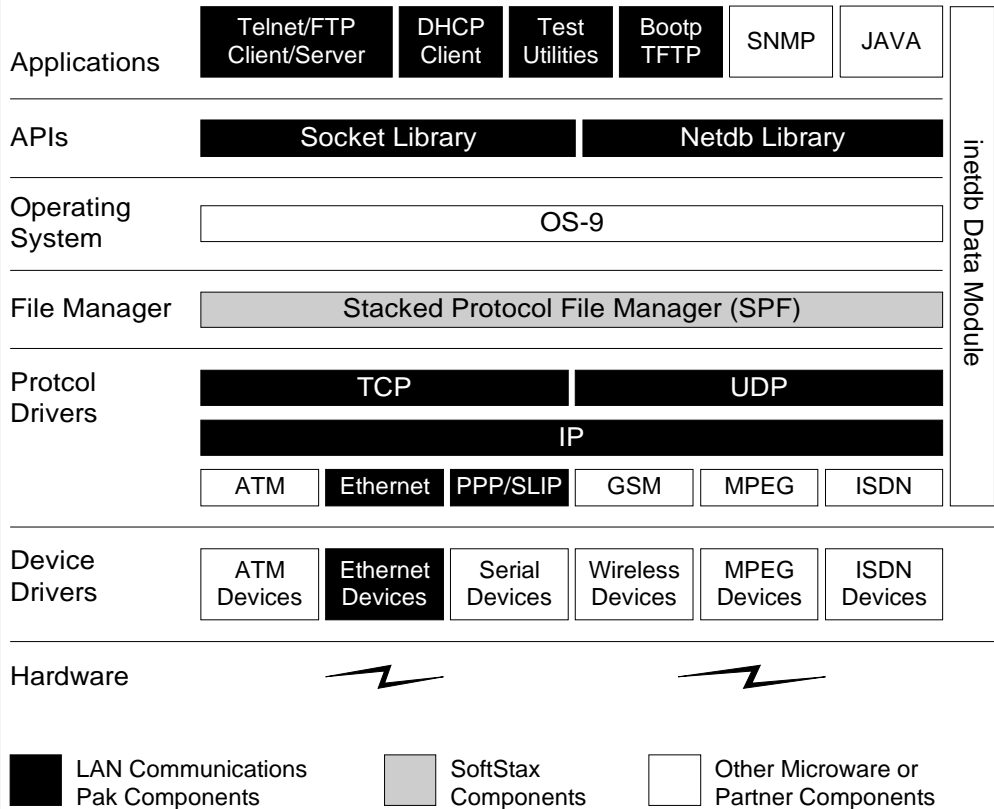 Applications
Telnet/FTP
Client/Server
DHCP
Client
Test
Utilities
Bootp
TFTP
SNMP
JAVA
APIs
Socket Library
Netdb Library
Operating
System
OS-9
File Manager
Stacked Protocol File Manager (SPF)
Protcol
Drivers
TCP
UDP
IP
ATM
Ethernet
PPP/SLIP
GSM
MPEG
ISDN
inetdb Data Module
Device
Drivers
ATM
Devices
Ethernet
Devices
Serial
Devices
Wireless
Devices
MPEG
Devices
ISDN
Devices
Hardware
LAN Communications
Pak Components
SoftStax
Components
Other Microware or
Partner Components